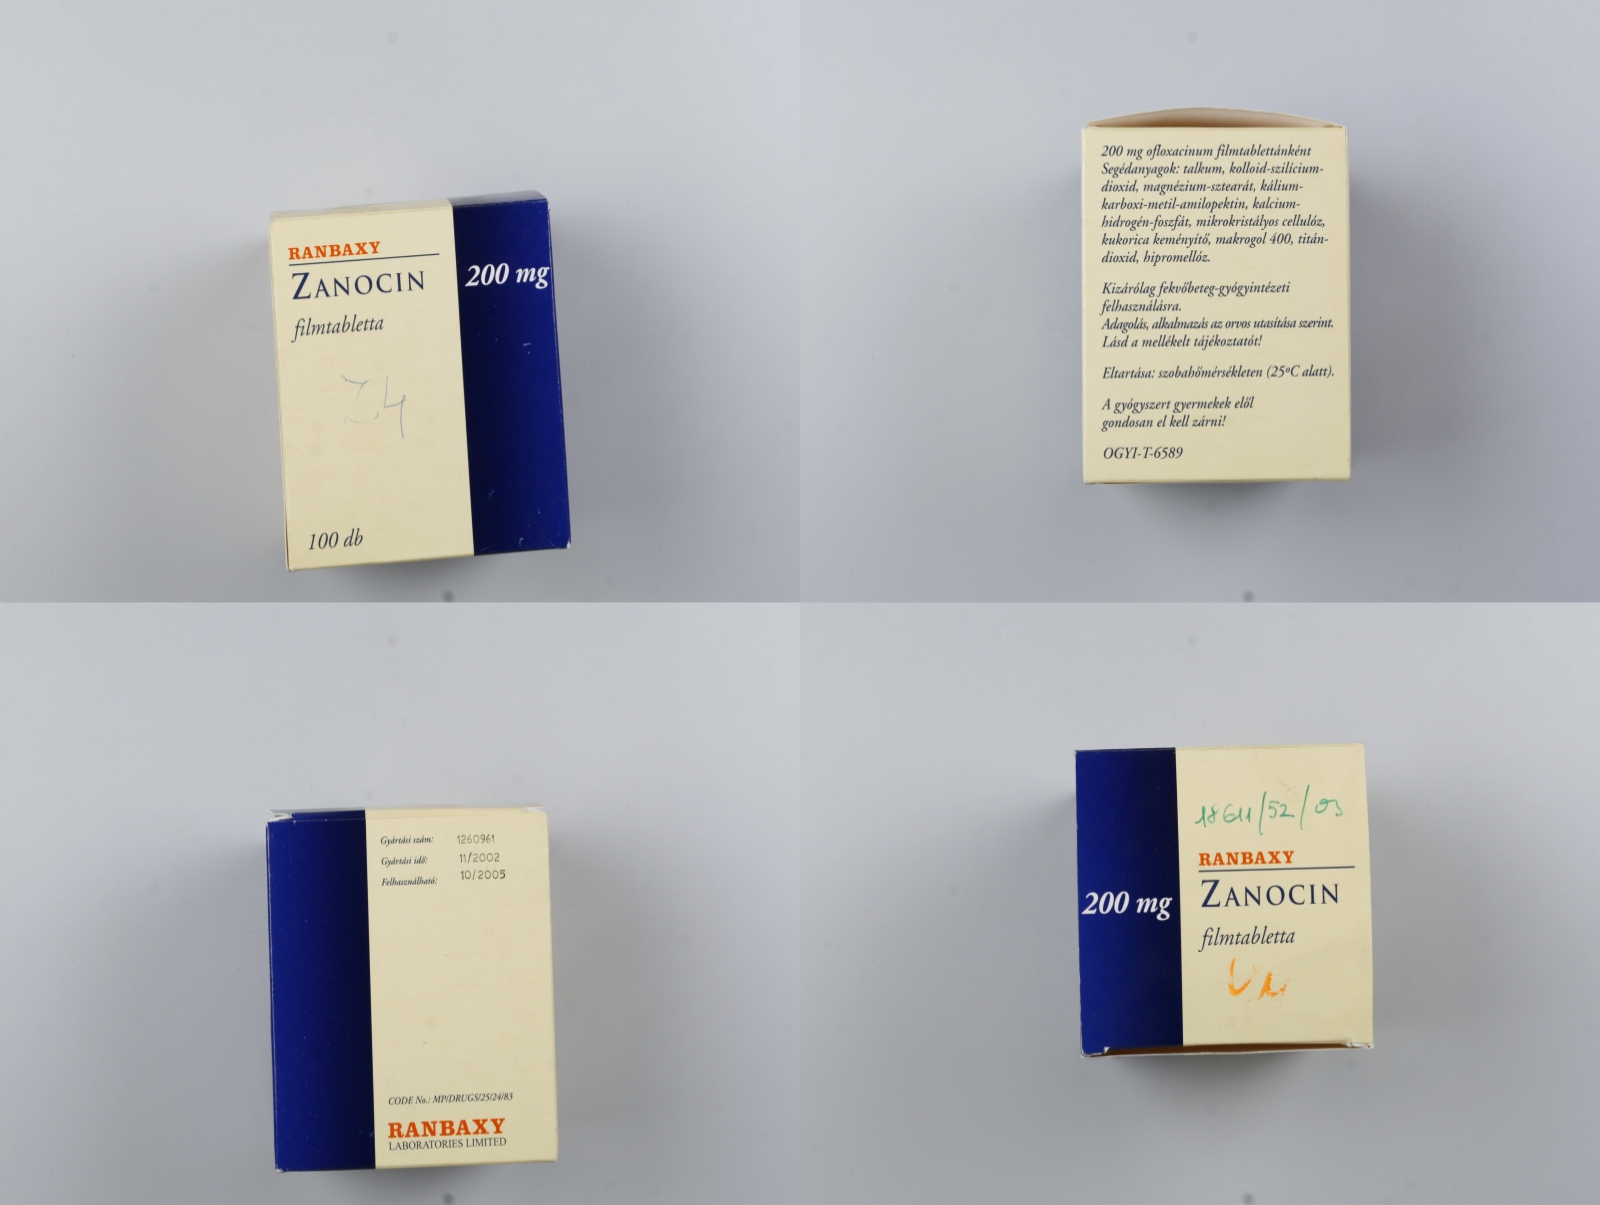 RANBAXY
ZANOCIN
filmtabletta
200 mg
Z4
100 db
200 mg ofloxacinum filmtablettánként
Segédanyagok: talkum, kolloid-szilícium-
dioxid, magnézium-sztearát, kálium-
karboxi-metil-amilopektin, kalcium-
hidrogén-foszfát, mikrokristályos cellulóz,
kukorica keményítő, makrogol 400, titán-
dioxid, hipromellóz.
Kizárólag fekvőbeteg-gyógyintézeti
felhasználásra.
Adagolás, alkalmazás az orvos utasítása szerint.
Lásd a mellékelt tájékoztatót!
Eltartása: szobahőmérsékleten (25ºC alatt).
A gyógyszert gyermekek elől
gondosan el kell zárni!
OGYI-T-6589
Gyártási szám: 1260961
Gyártási idő: 11/2002
Felhasználható: 10/2005
CODE No.: MP/DRUGS/25/24/83
RANBAXY
LABORATORIES LIMITED
18611/52/03
RANBAXY
ZANOCIN
filmtabletta
200 mg